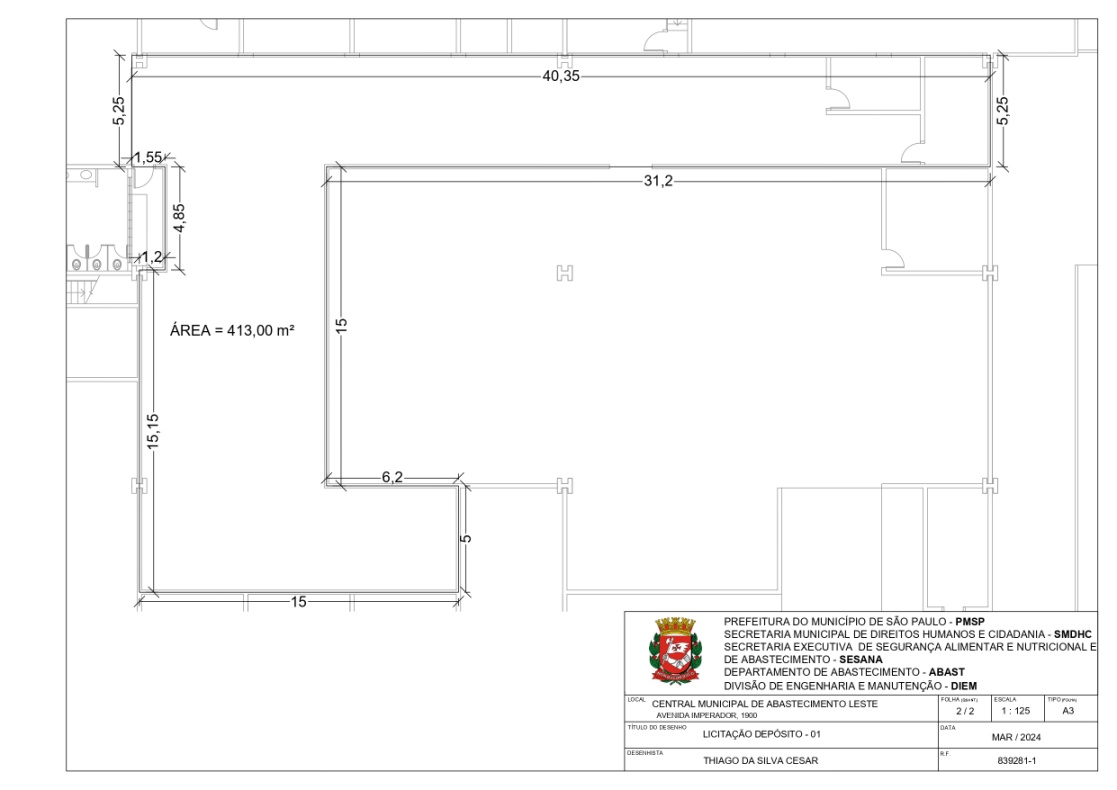 40,35
5,25
5,25
1,55
31,2
4,85
1,2
ÁREA = 413,00 m²
15
15,15
6,2
5
15
PREFEITURA DO MUNICÍPIO DE SÃO PAULO - PMSP
SECRETARIA MUNICIPAL DE DIREITOS HUMANOS E CIDADANIA - SMDHC
SECRETARIA EXECUTIVA DE SEGURANÇA ALIMENTAR E NUTRICIONAL E
DE ABASTECIMENTO - SESANA
DEPARTAMENTO DE ABASTECIMENTO - ABAST
DIVISÃO DE ENGENHARIA E MANUTENÇÃO - DIEM
LOCAL CENTRAL MUNICIPAL DE ABASTECIMENTO LESTE
AVENIDA IMPERADOR, 1900
FOLHA
2 / 2
ESCALA
1 : 125
TIPO (FOLHA)
A3
TÍTULO DO DESENHO
LICITAÇÃO DEPÓSITO - 01
DATA
MAR / 2024
DESENHISTA
THIAGO DA SILVA CESAR
R.F.
839281-1